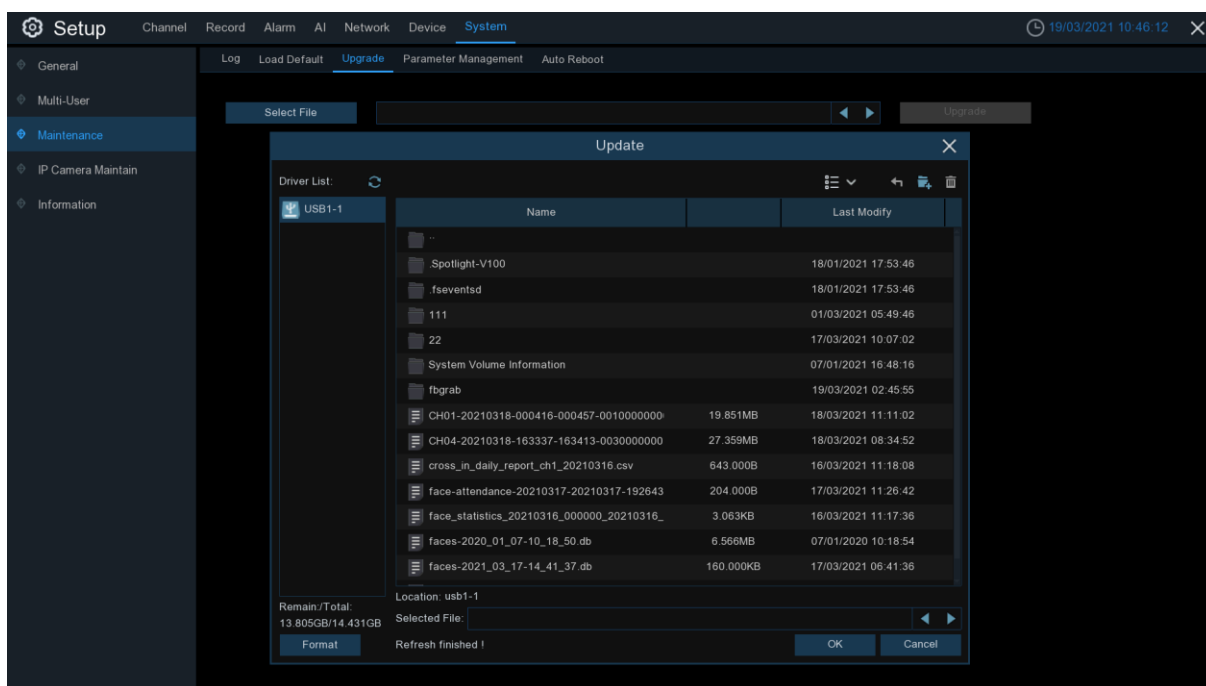 Setup Channel Record Alarm AI Network Device System 19/03/2021 10:46:12
General
Multi-User
Maintenance
IP Camera Maintain
Information
Log Load Default Upgrade Parameter Management Auto Reboot
Select File Upgrade
Update
Driver List:
USB1-1
Name Last Modify
..
.Spotlight-V100 18/01/2021 17:53:46
.fseventsd 18/01/2021 17:53:46
111 01/03/2021 05:49:46
22 17/03/2021 10:07:02
System Volume Information 07/01/2021 16:48:16
fbgrab 19/03/2021 02:45:55
CH01-20210318-000416-000457-0010000000 19.851MB 18/03/2021 11:11:02
CH04-20210318-163337-163413-0030000000 27.359MB 18/03/2021 08:34:52
cross_in_daily_report_ch1_20210316.csv 643.000B 16/03/2021 11:18:08
face-attendance-20210317-20210317-192643 204.000B 17/03/2021 11:26:42
face_statistics_20210316_000000_20210316_ 3.063KB 16/03/2021 11:17:36
faces-2020_01_07-10_18_50.db 6.566MB 07/01/2020 10:18:54
faces-2021_03_17-14_41_37.db 160.000KB 17/03/2021 06:41:36
Location: usb1-1
Remain:/Total:
13.805GB/14.431GB
Selected File:
Format
Refresh finished !
OK Cancel